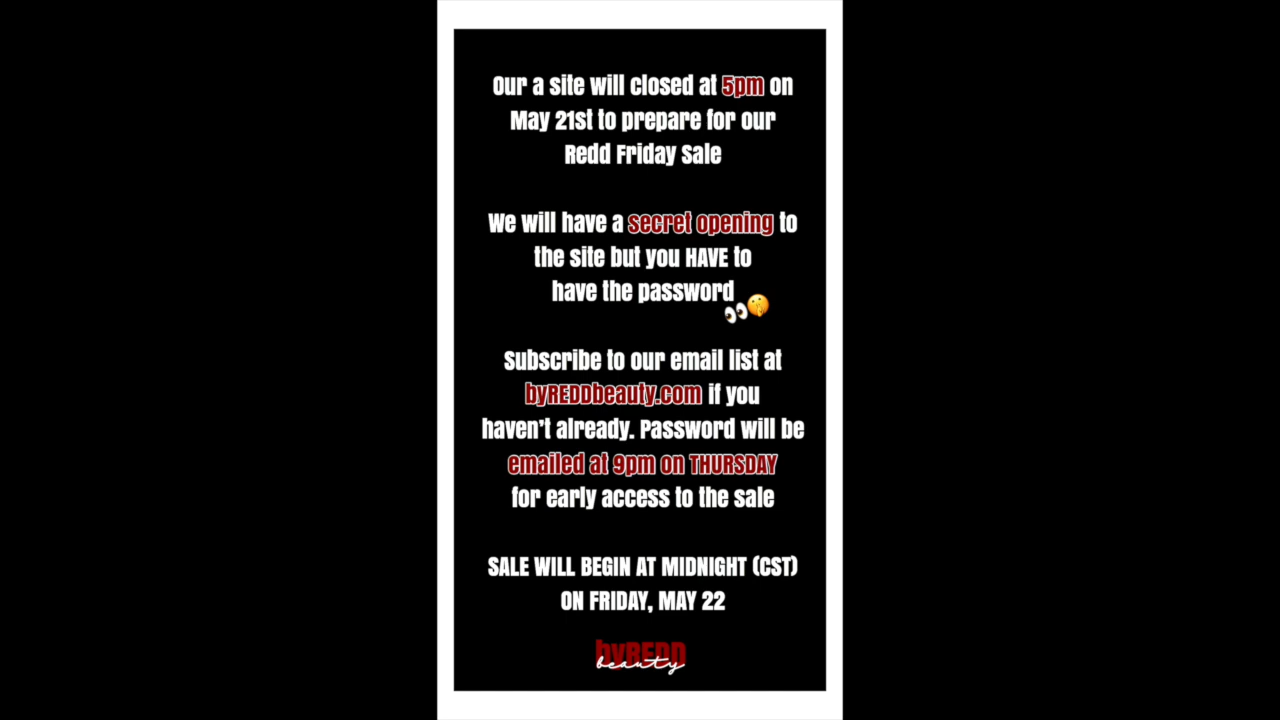 Our a site will closed at 5pm on
May 21st to prepare for our
Redd Friday Sale
We will have a secret opening to
the site but you HAVE to
have the password
Subscribe to our email list at
byREDDbeauty.com if you
haven't already. Password will be
emailed at 9pm on THURSDAY
for early access to the sale
SALE WILL BEGIN AT MIDNIGHT (CST)
ON FRIDAY, MAY 22
byREDD
beauty